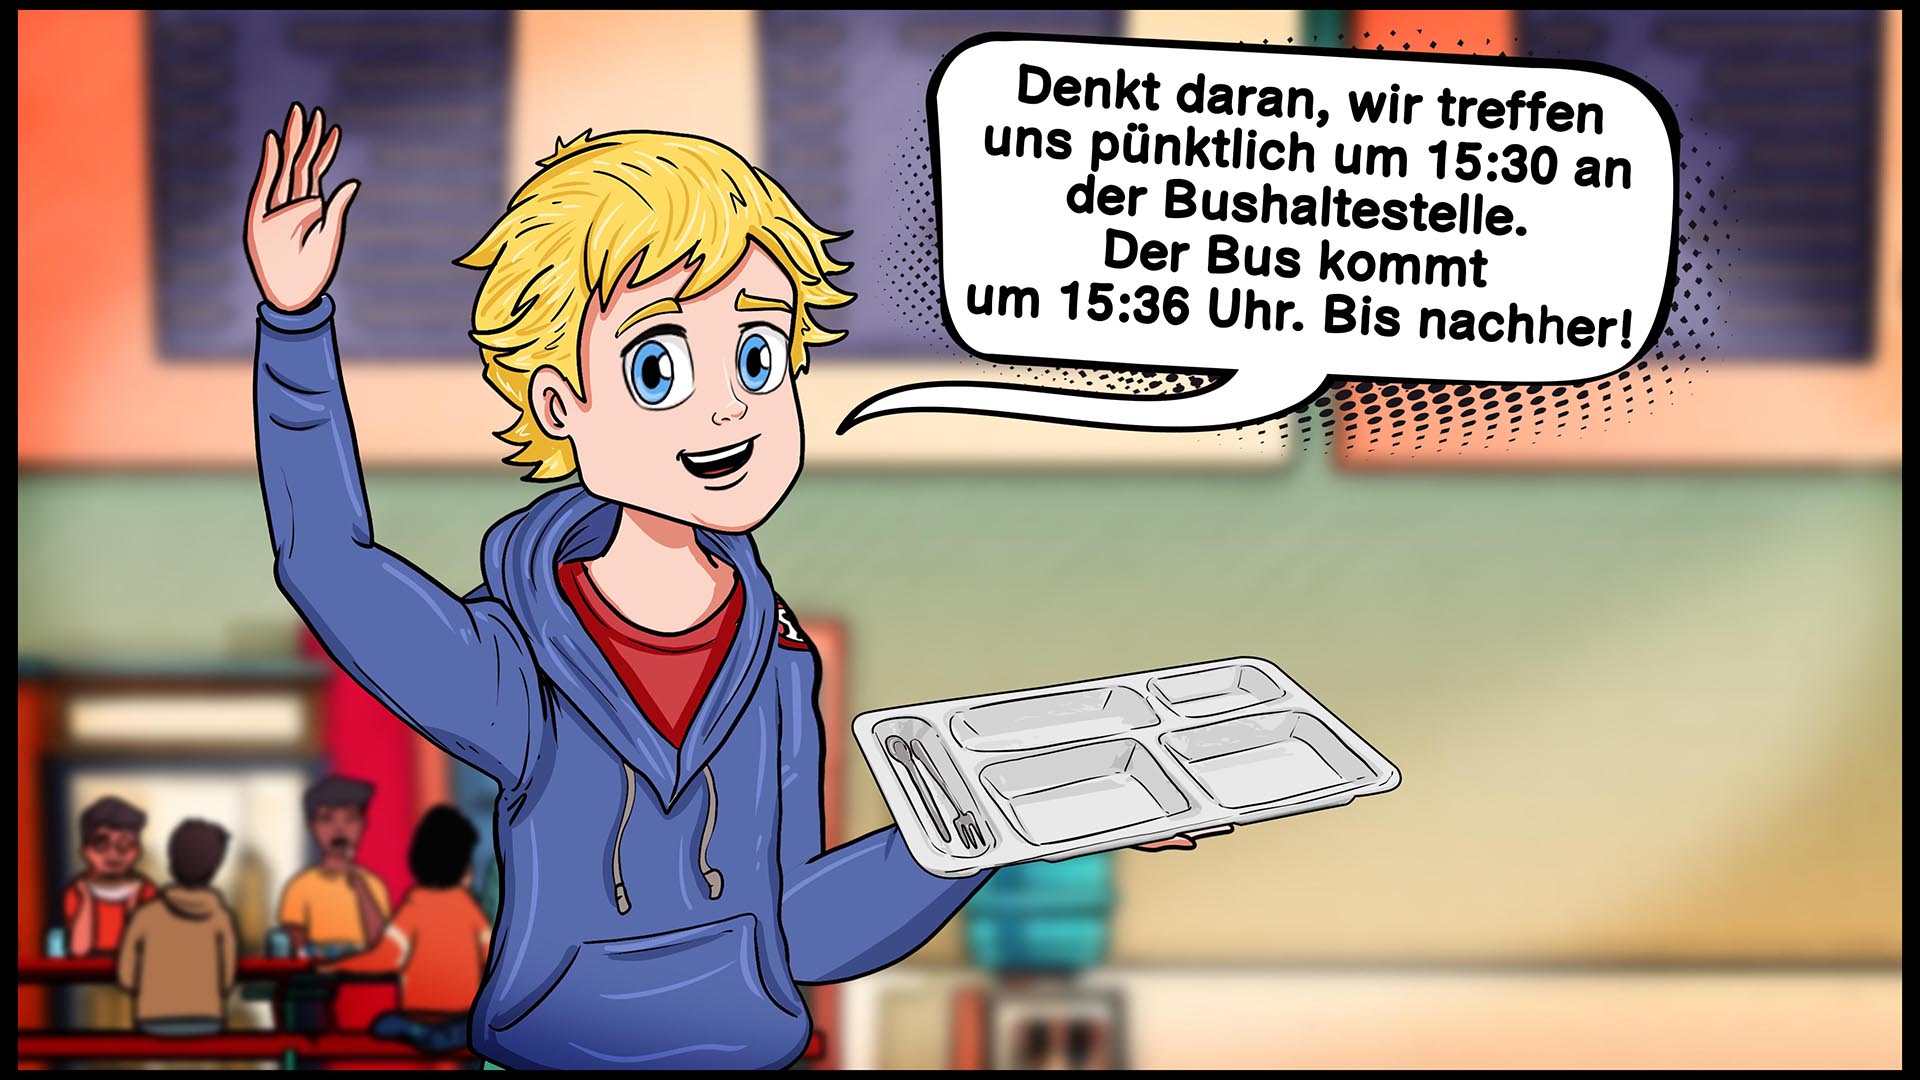 Denkt daran, wir treffen
uns pünktlich um 15:30 an
der Bushaltestelle.
Der Bus kommt
um 15:36 Uhr. Bis nachher!